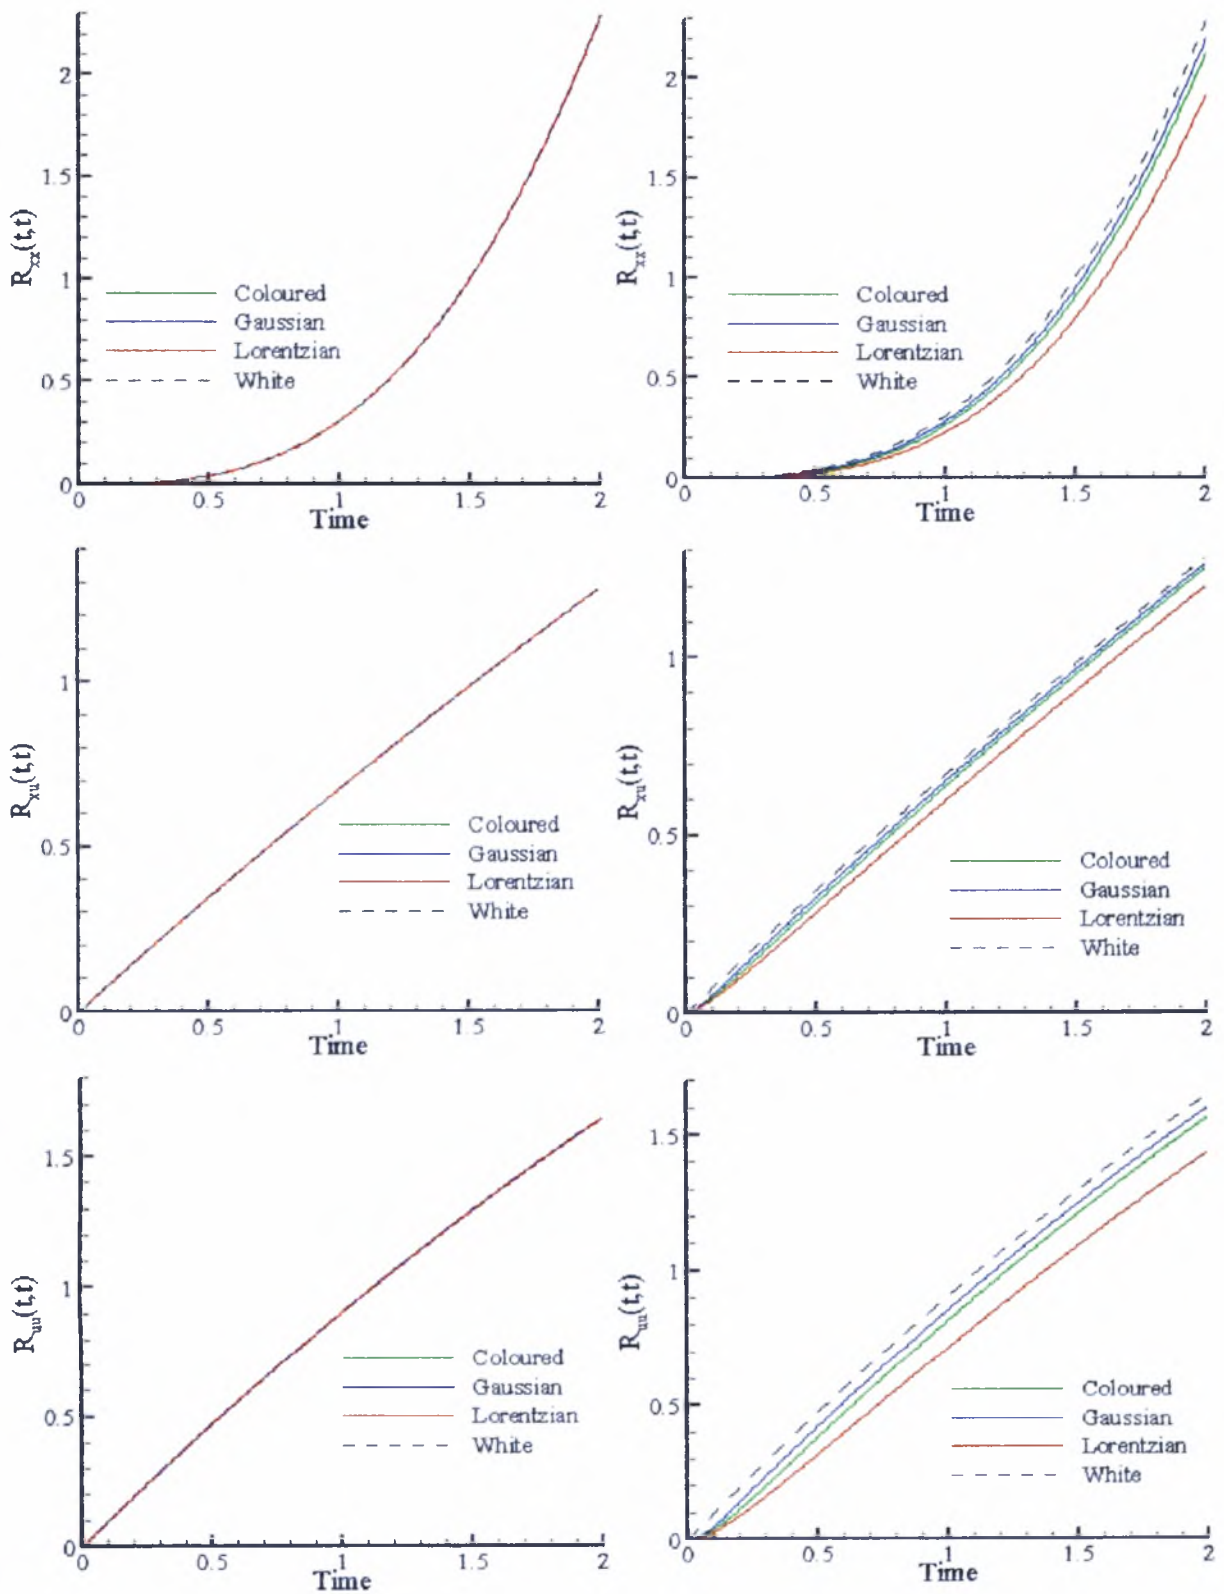 2
1.5
1
0.5
0
R_xx(t,t)
Coloured
Gaussian
Lorentzian
White
0 0.5 1 1.5 2
Time
2
1.5
1
0.5
0
R_xx(t,t)
Coloured
Gaussian
Lorentzian
White
0 0.5 1 1.5 2
Time
1
0.5
0
R_xu(t,t)
Coloured
Gaussian
Lorentzian
White
0 0.5 1 1.5 2
Time
1
0.5
0
R_xu(t,t)
Coloured
Gaussian
Lorentzian
White
0 0.5 1 1.5 2
Time
1.5
1
0.5
0
R_uu(t,t)
Coloured
Gaussian
Lorentzian
White
0 0.5 1 1.5 2
Time
1.5
1
0.5
0
R_uu(t,t)
Coloured
Gaussian
Lorentzian
White
0 0.5 1 1.5 2
Time